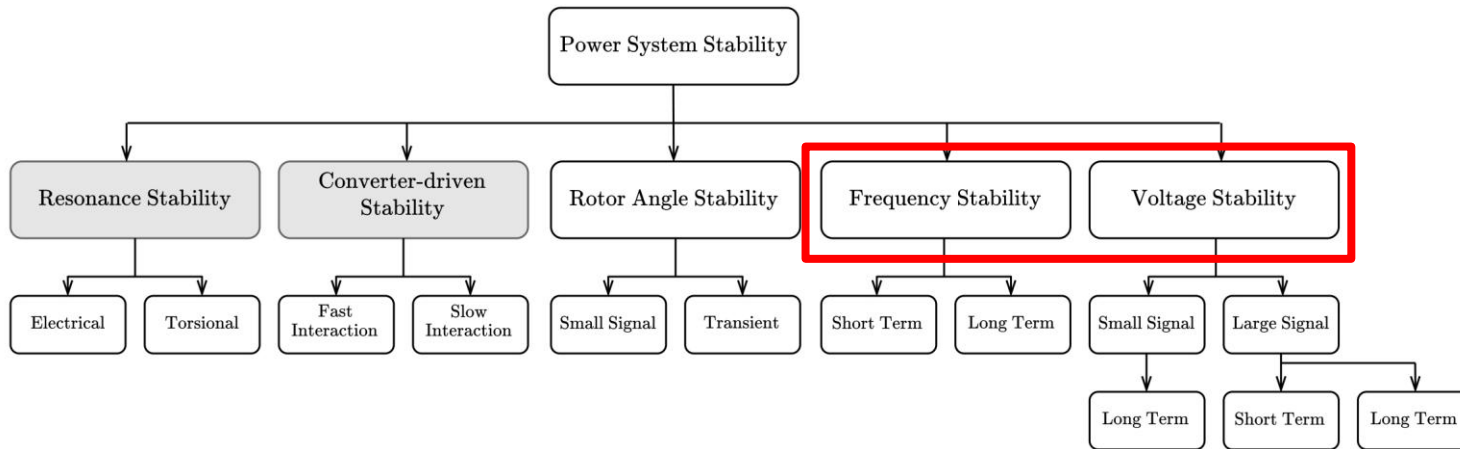 Power System Stability
Resonance Stability
Converter-driven
Stability
Rotor Angle Stability
Frequency Stability
Voltage Stability
Electrical
Torsional
Fast
Interaction
Slow
Interaction
Small Signal
Transient
Short Term
Long Term
Small Signal
Large Signal
Long Term
Short Term
Long Term